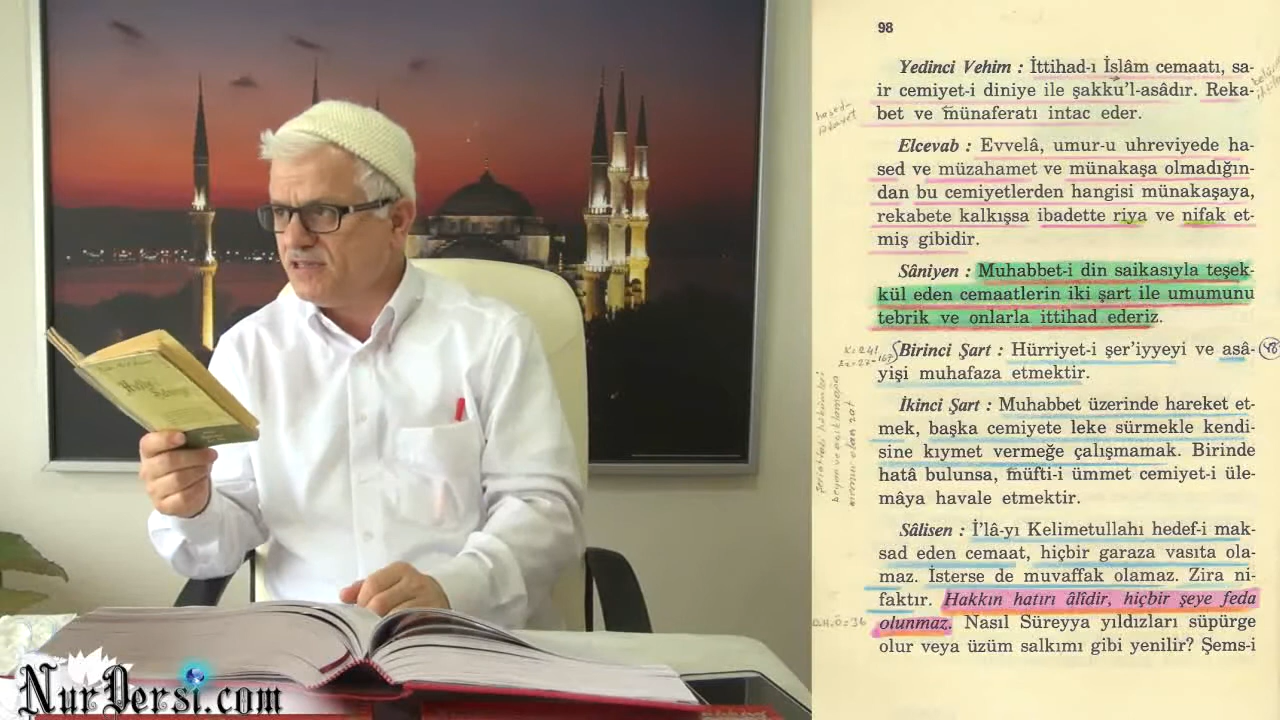 98
Yedinci Vehim : İttihad-ı İslâm cemaatı, sa-
ir cemiyet-i diniye ile şakku'l-asâdır. Reka-
bet ve münaferatı intac eder.
Elcevab : Evvelâ, umur-u uhreviyede ha-
sed ve müzahamet ve münakaşa olmadığın-
dan bu cemiyetlerden hangisi münakaşaya,
rekabete kalkışsa ibadette riya ve nifak et-
miş gibidir.
Sâniyen : Muhabbet-i din saikasıyla teşek-
kül eden cemaatlerin iki şart ile umumunu
tebrik ve onlarla ittihad ederiz.
Birinci Şart : Hürriyet-i şer'iyyeyi ve asâ-
yişi muhafaza etmektir.
İkinci Şart : Muhabbet üzerinde hareket et-
mek, başka cemiyete leke sürmekle kendi-
sine kıymet vermeğe çalışmamak. Birinde
hatâ bulunsa, müfti-i ümmet cemiyet-i üle-
mâya havale etmektir.
Sâlisen : İ'lâ-yı Kelimetullahı hedef-i mak-
sad eden cemaat, hiçbir garaza vasıta ola-
maz. İsterse de muvaffak olamaz. Zira ni-
faktır. Hakkın hatırı âlîdir, hiçbir şeye feda
olunmaz. Nasıl Süreyya yıldızları süpürge
olur veya üzüm salkımı gibi yenilir? Şems-i
NurDersi.com